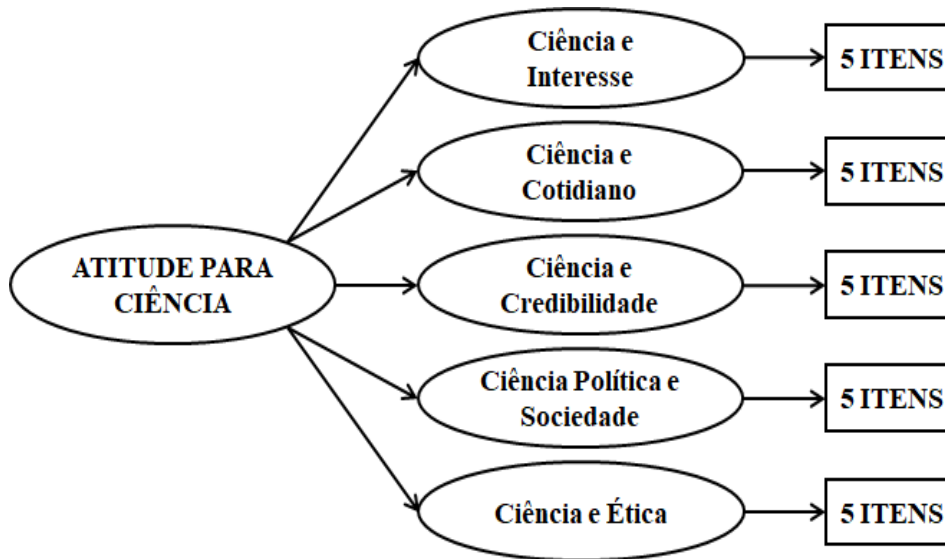 Ciência e
Interesse
5 ITENS
Ciência e
Cotidiano
5 ITENS
ATITUDE PARA
CIÊNCIA
Ciência e
Credibilidade
5 ITENS
Ciência Política e
Sociedade
5 ITENS
Ciência e Ética
5 ITENS